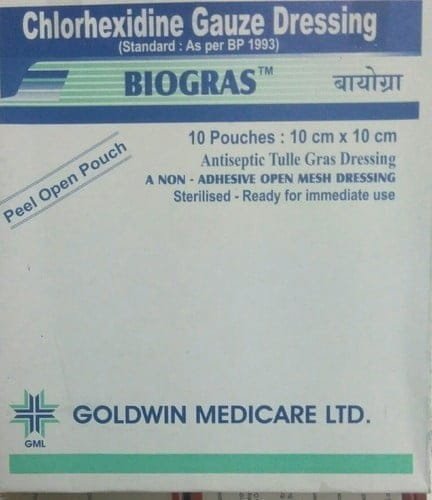 Chlorhexidine Gauze Dressing
(Standard : As per BP 1993)
BIOGRAS™ बायोग्रा
10 Pouches : 10 cm x 10 cm
Antiseptic Tulle Gras Dressing
A NON - ADHESIVE OPEN MESH DRESSING
Sterilised - Ready for immediate use
Peel Open Pouch
GML
GOLDWIN MEDICARE LTD.